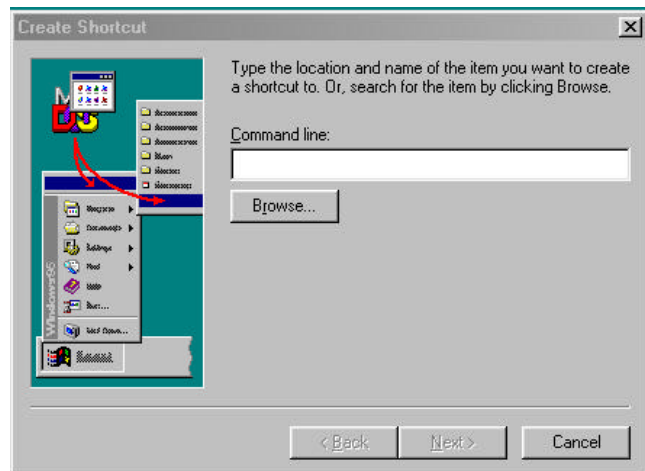 Create Shortcut
Type the location and name of the item you want to create
a shortcut to. Or, search for the item by clicking Browse.
Command line:
Browse...
Windows95
< Back
Next >
Cancel